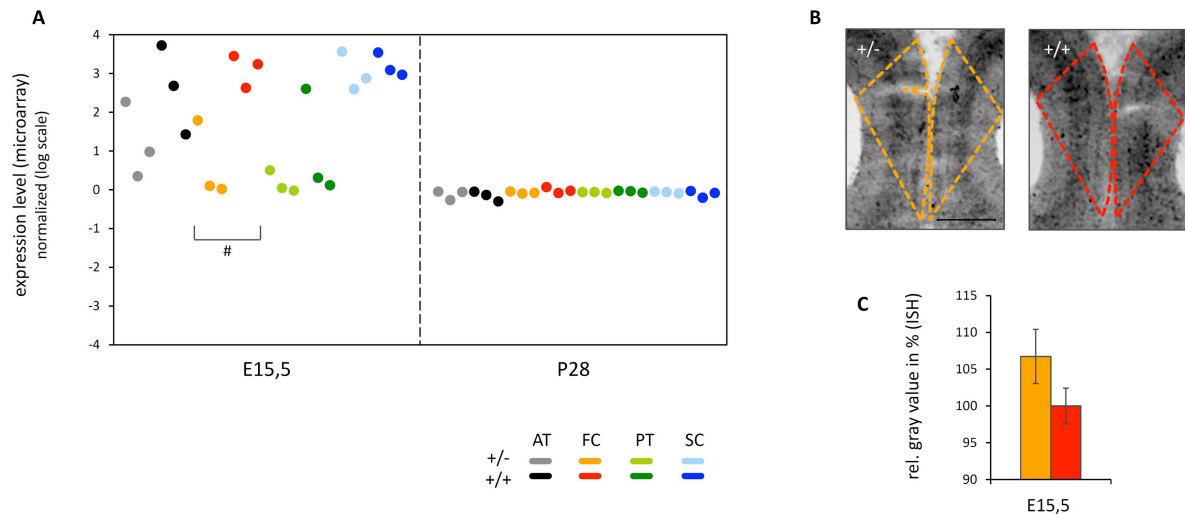 A
expression level (microarray)
normalized (log scale)
4
3
2
1
0
-1
-2
-3
-4
#
E15,5
P28
AT FC PT SC
+/-
+/+
B
+/-
+/+
C
rel. gray value in % (ISH)
115
110
105
100
95
90
E15,5